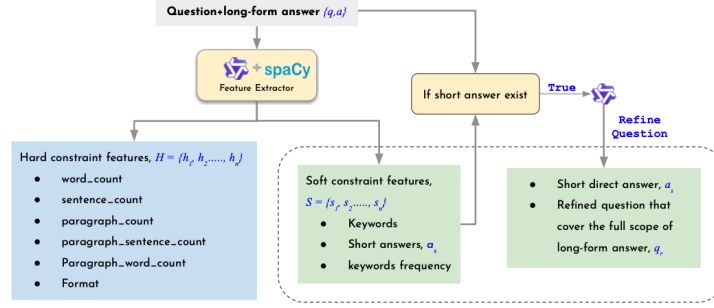 Question+long-form answer {q,a}
+ spaCy
Feature Extractor
If short answer exist
True
Refine
Question
Hard constraint features, H = {h1, h2....., hn}
• word_count
• sentence_count
• paragraph_count
• paragraph_sentence_count
• Paragraph_word_count
• Format
Soft constraint features,
S = {s1, s2....., sn}
• Keywords
• Short answers, as
• keywords frequency
• Short direct answer, as
• Refined question that
cover the full scope of
long-form answer, qr